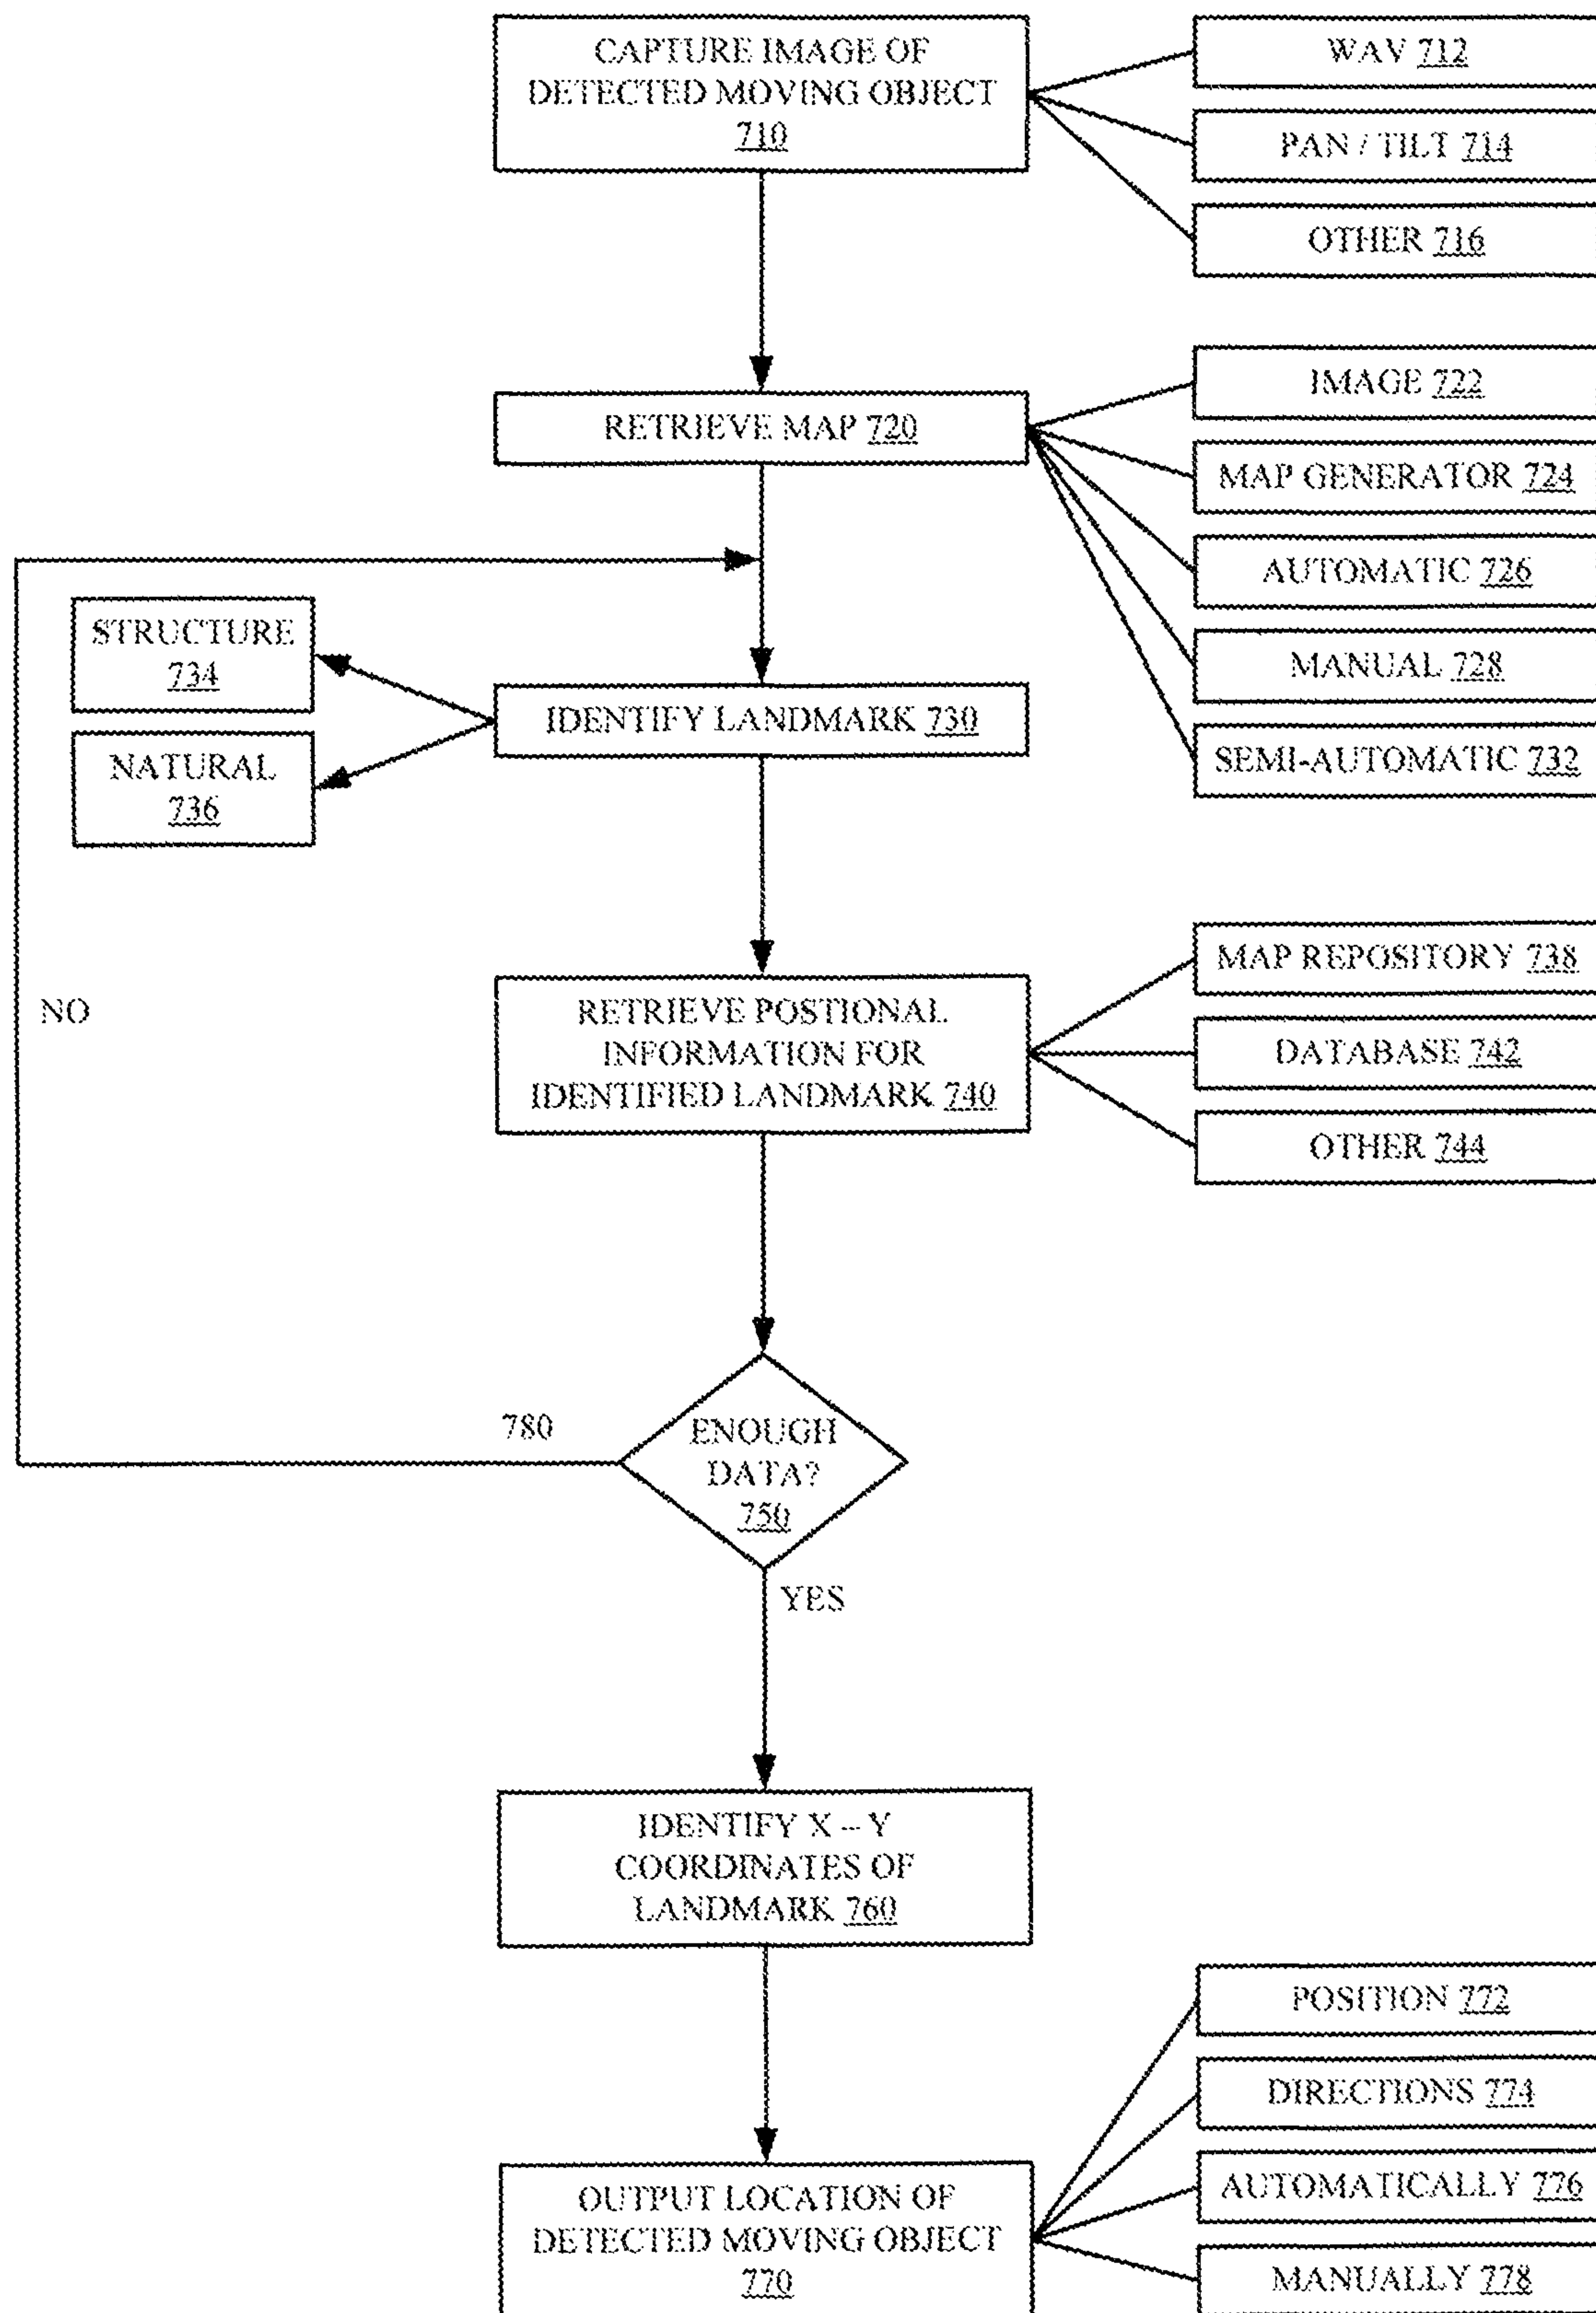 CAPTURE IMAGE OF
DETECTED MOVING OBJECT
710
WAV 712
PAN / TILT 714
OTHER 716
RETRIEVE MAP 720
IMAGE 722
MAP GENERATOR 724
AUTOMATIC 726
MANUAL 728
SEMI-AUTOMATIC 732
STRUCTURE
734
NATURAL
736
IDENTIFY LANDMARK 730
RETRIEVE POSTIONAL
INFORMATION FOR
IDENTIFIED LANDMARK 740
MAP REPOSITORY 738
DATABASE 742
OTHER 744
NO
780
ENOUGH
DATA?
750
YES
IDENTIFY X – Y
COORDINATES OF
LANDMARK 760
OUTPUT LOCATION OF
DETECTED MOVING OBJECT
770
POSITION 772
DIRECTIONS 774
AUTOMATICALLY 776
MANUALLY 778